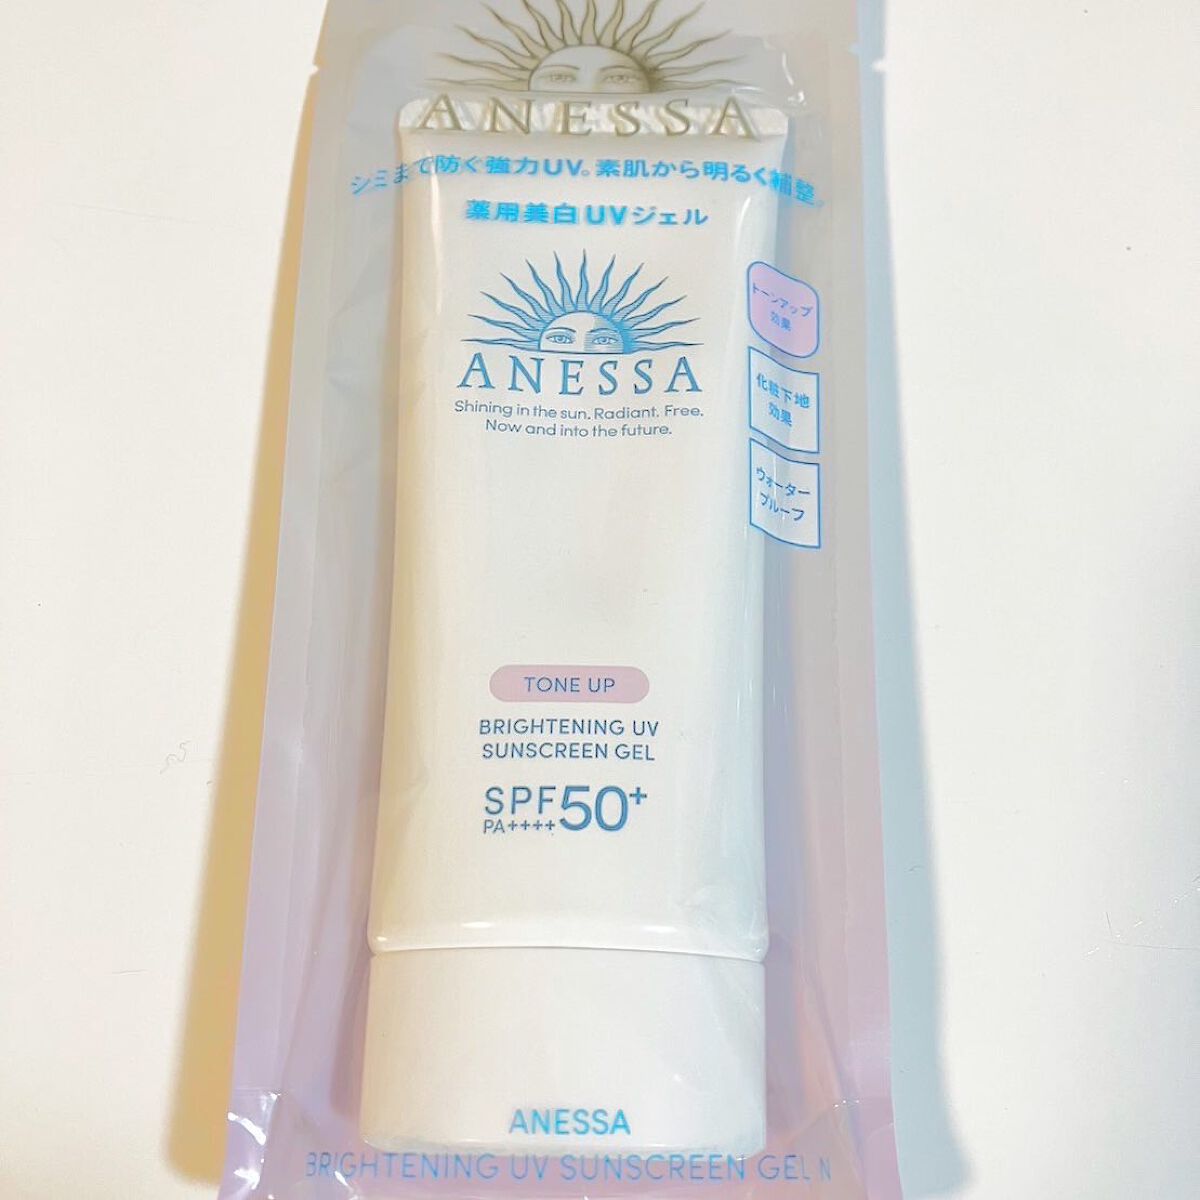 ANESSA
シミまで防ぐ強力UV。素肌から明るく補整。
薬用美白UVジェル
ANESSA
Shining in the sun. Radiant. Free.
Now and into the future.
トーンアップ
効果
化粧下地
効果
ウォーター
プルーフ
TONE UP
BRIGHTENING UV
SUNSCREEN GEL
SPF50+
PA++++
ANESSA
BRIGHTENING UV SUNSCREEN GEL N